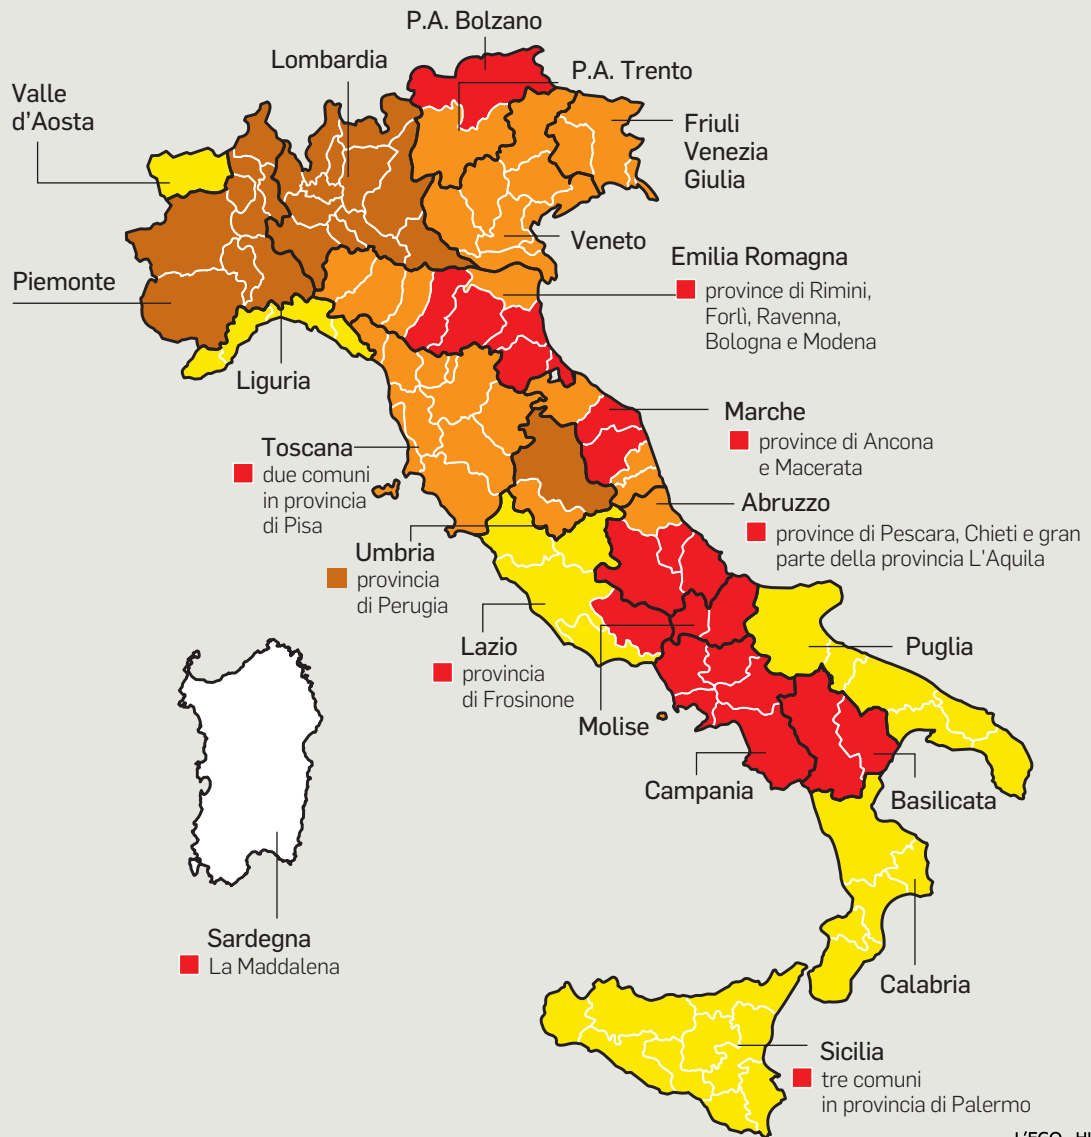 P.A. Bolzano
Lombardia
P.A. Trento
Valle
d'Aosta
Friuli
Venezia
Giulia
Veneto
Emilia Romagna
province di Rimini,
Forlì, Ravenna,
Bologna e Modena
Piemonte
Liguria
Marche
province di Ancona
e Macerata
Toscana
due comuni
in provincia
di Pisa
Abruzzo
province di Pescara, Chieti e gran
parte della provincia L'Aquila
Umbria
provincia
di Perugia
Lazio
provincia
di Frosinone
Puglia
Molise
Campania
Basilicata
Sardegna
La Maddalena
Calabria
Sicilia
tre comuni
in provincia di Palermo